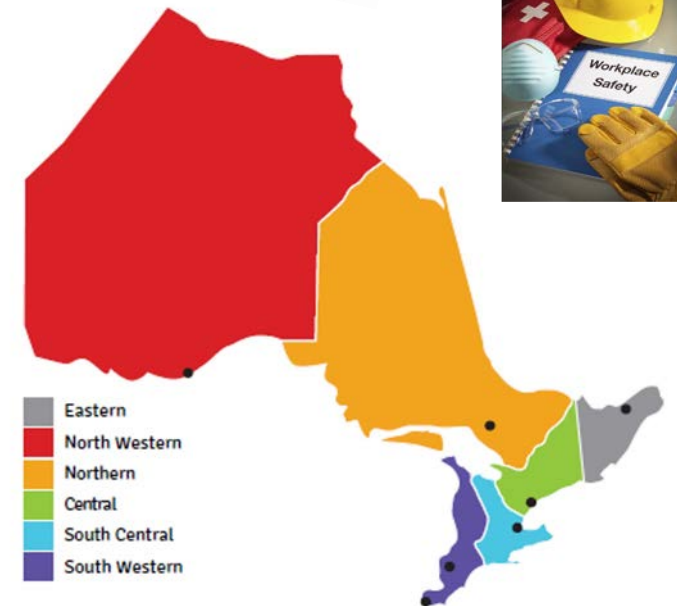 Workplace
Safety
Eastern
North Western
Northern
Central
South Central
South Western